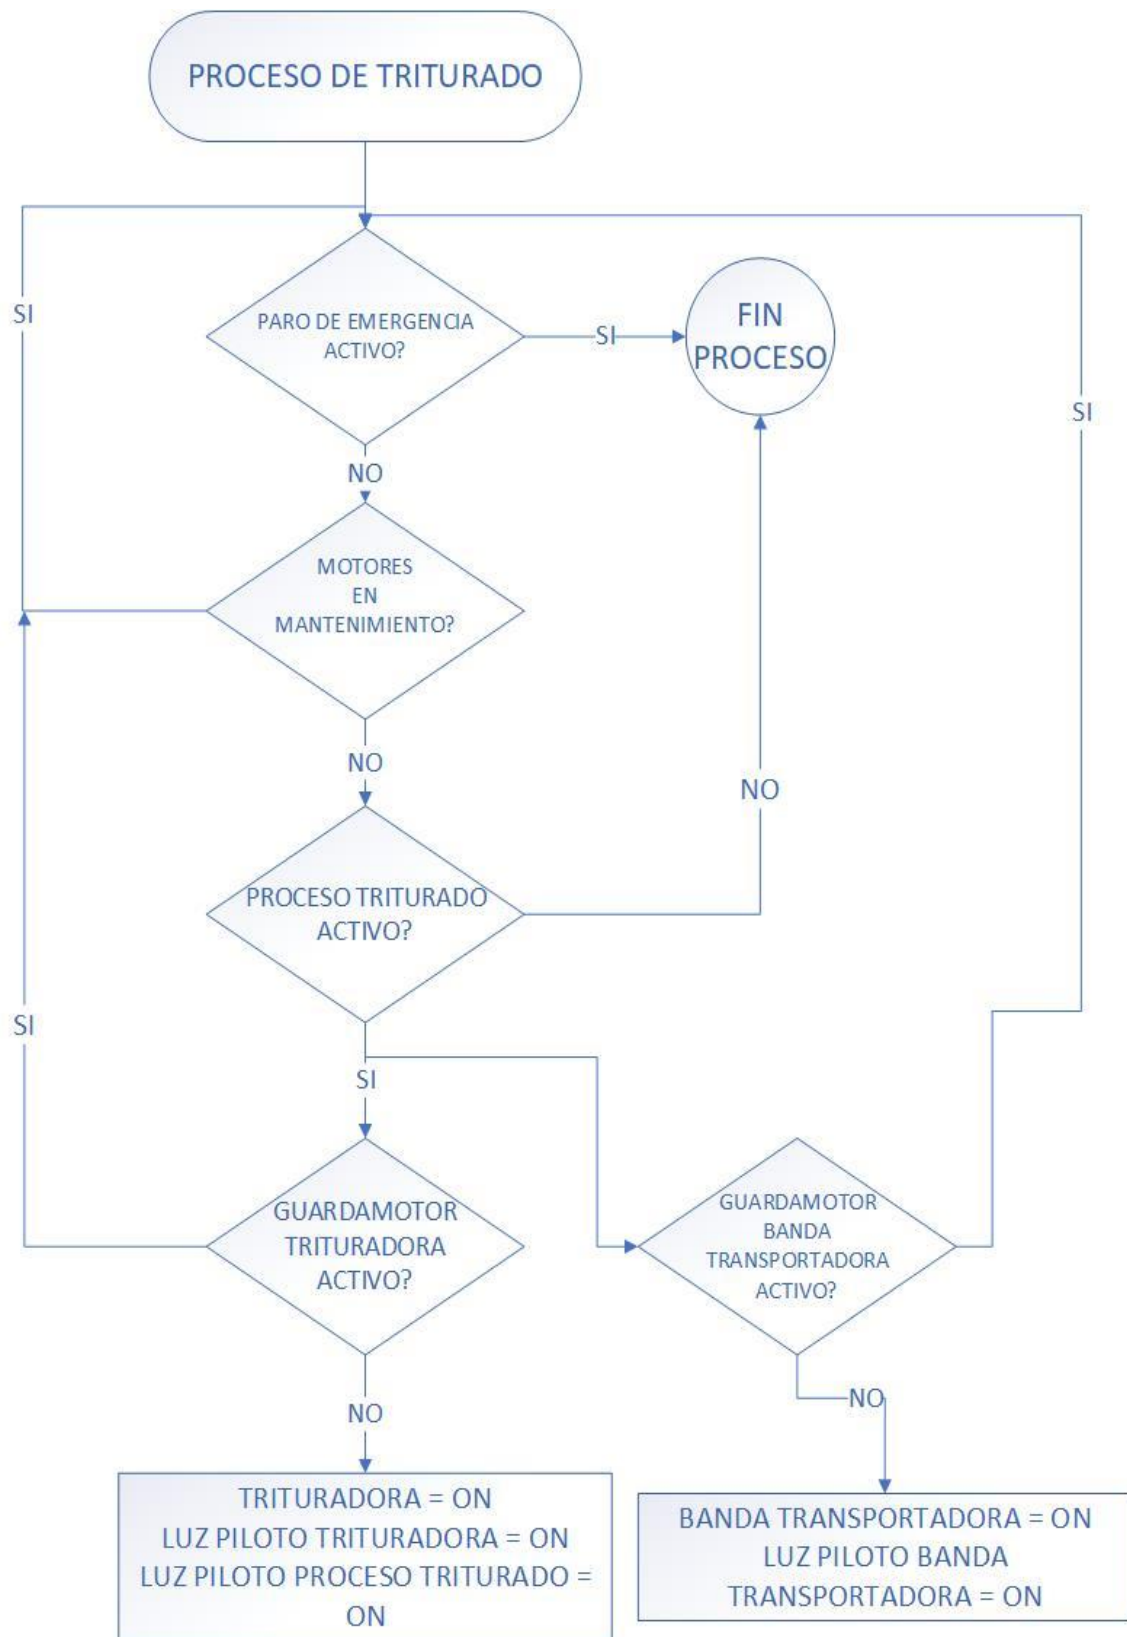 PROCESO DE TRITURADO
SI
PARO DE EMERGENCIA
ACTIVO?
SI
FIN
PROCESO
SI
NO
MOTORES
EN
MANTENIMIENTO?
NO
NO
PROCESO TRITURADO
ACTIVO?
SI
SI
GUARDAMOTOR
TRITURADORA
ACTIVO?
GUARDAMOTOR
BANDA
TRANSPORTADORA
ACTIVO?
NO
NO
TRITURADORA = ON
LUZ PILOTO TRITURADORA = ON
LUZ PILOTO PROCESO TRITURADO =
ON
BANDA TRANSPORTADORA = ON
LUZ PILOTO BANDA
TRANSPORTADORA = ON